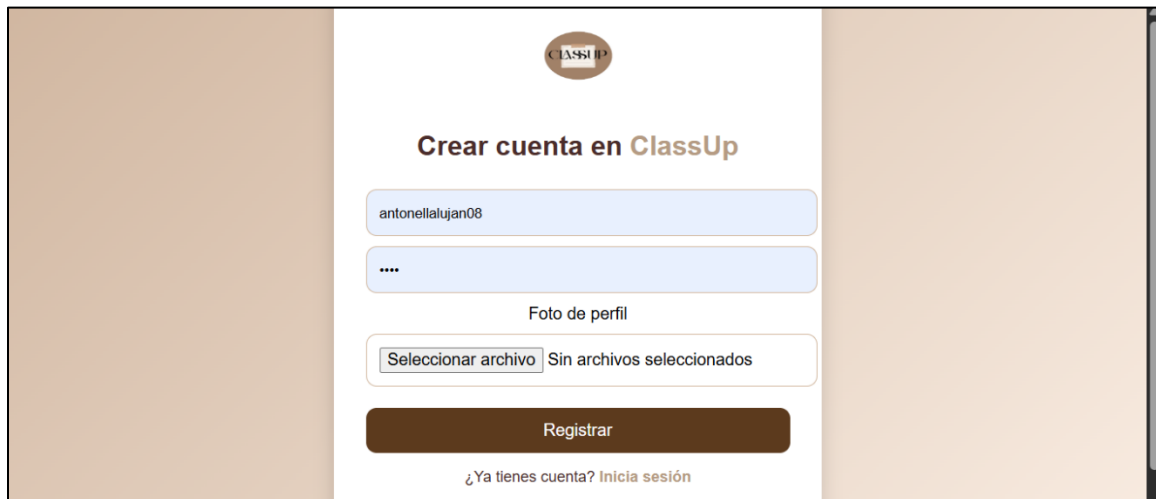 CLASSUP
Crear cuenta en ClassUp
antonellalujan08
••••
Foto de perfil
Seleccionar archivo Sin archivos seleccionados
Registrar
¿Ya tienes cuenta? Inicia sesión